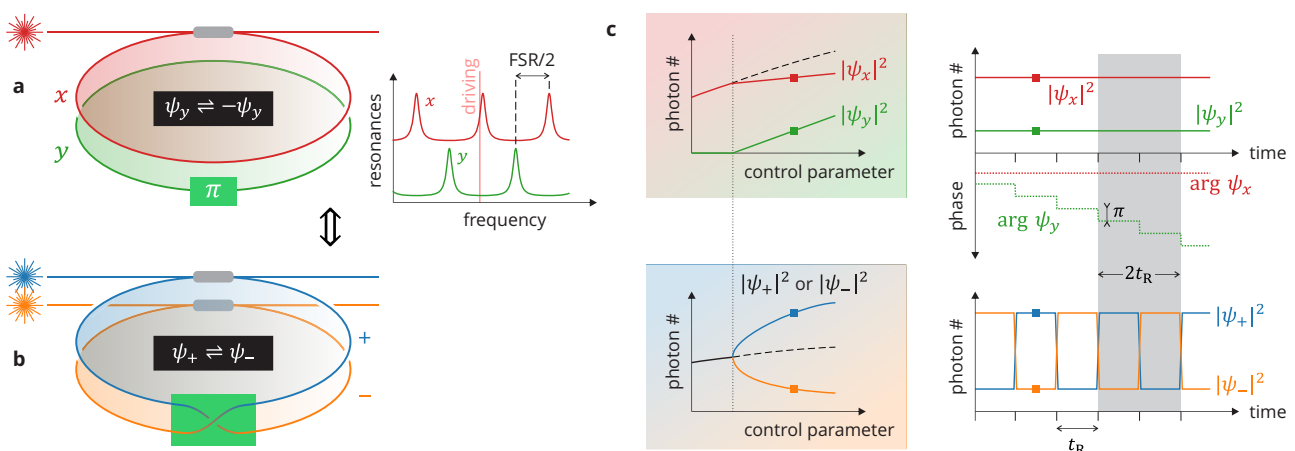 a
x
y
ψx ⇌ −ψy
π
resonances
driving
FSR/2
x
y
frequency
b
ψ+ ⇌ ψ−
+
−
c
photon #
|ψx|²
|ψy|²
control parameter
photon #
|ψ+|² or |ψ−|²
control parameter
photon #
|ψx|²
|ψy|²
time
phase
arg ψx
arg ψy
π
2tR
photon #
|ψ+|²
|ψ−|²
time
tR